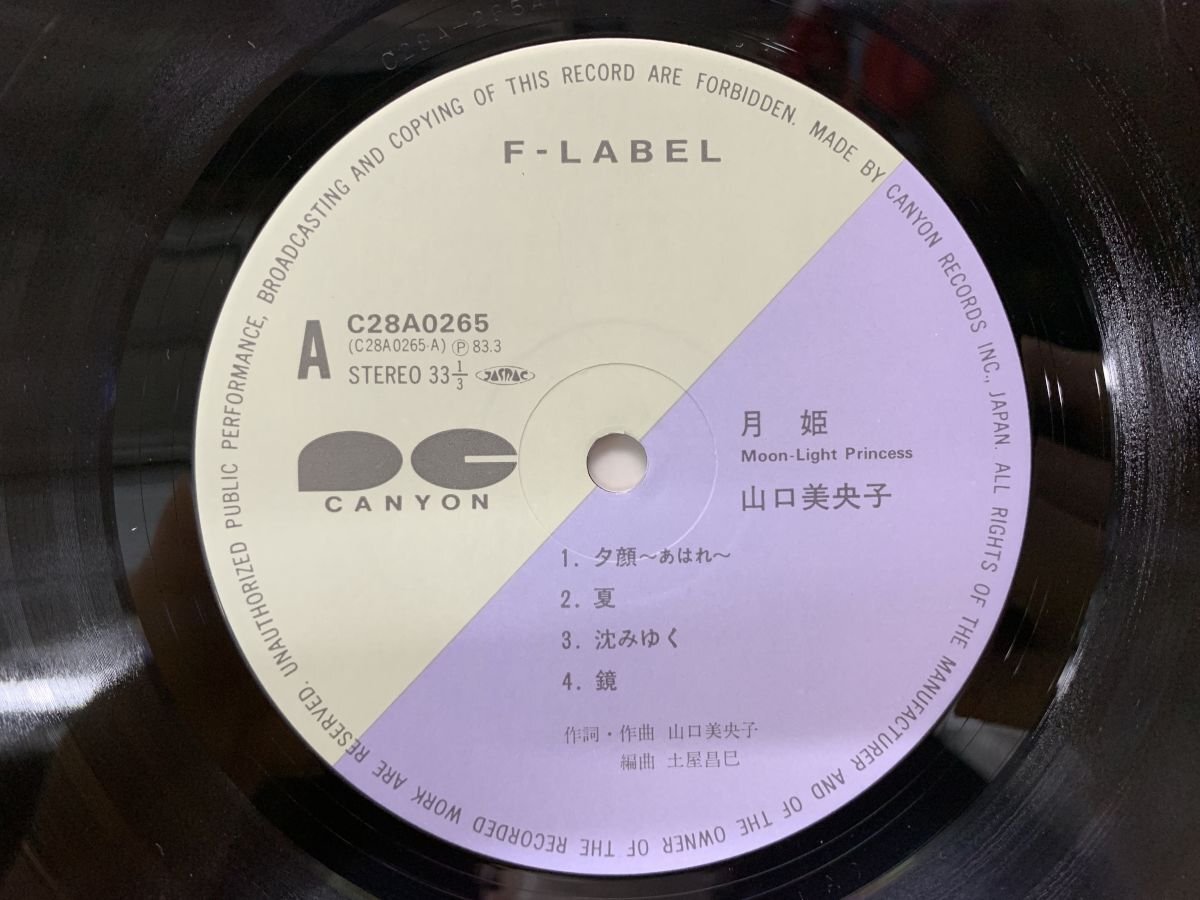 C28A-265A1
UNAUTHORIZED PUBLIC PERFORMANCE, BROADCASTING AND COPYING OF THIS RECORD ARE FORBIDDEN. MADE BY CANYON RECORDS INC., JAPAN. ALL RIGHTS OF THE MANUFACTURER AND OF THE OWNER OF THE RECORDED WORK ARE RESERVED.
F-LABEL
A
C28A0265
(C28A0265-A) Ⓟ 83.3
STEREO 33 1/3 JASRAC
CANYON
月 姫
Moon-Light Princess
山口美央子
1. 夕顔〜あはれ〜
2. 夏
3. 沈みゆく
4. 鏡
作詞・作曲 山口美央子
編曲 土屋昌巳